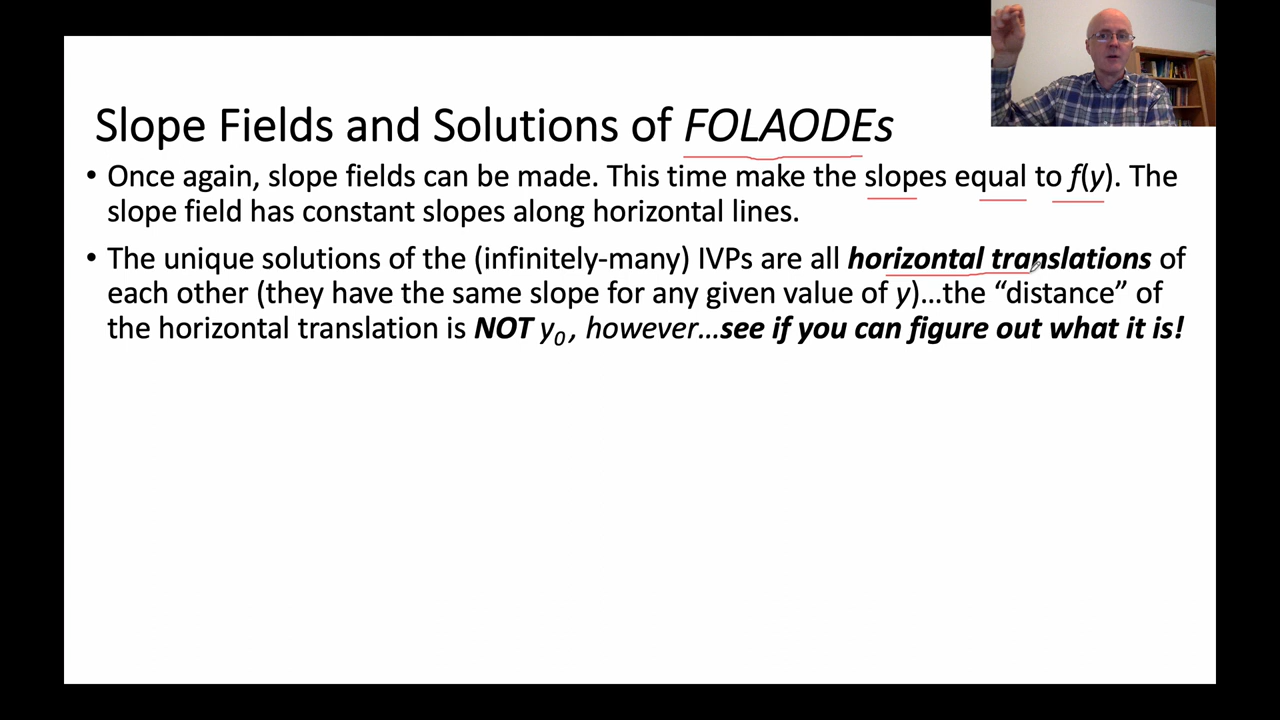 Slope Fields and Solutions of FOLAODEs
• Once again, slope fields can be made. This time make the slopes equal to f(y). The
slope field has constant slopes along horizontal lines.
• The unique solutions of the (infinitely-many) IVPs are all horizontal translations of
each other (they have the same slope for any given value of y)…the “distance” of
the horizontal translation is NOT y₀, however…see if you can figure out what it is!